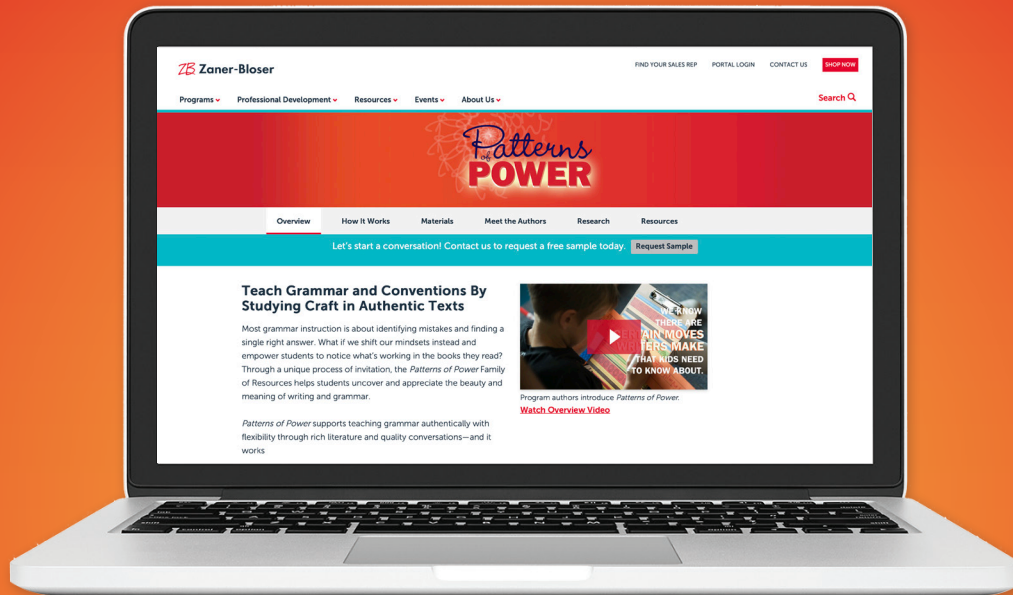 ZB Zaner-Bloser
FIND YOUR SALES REP PORTAL LOGIN CONTACT US SHOP NOW
Programs Professional Development Resources Events About Us Search
Patterns
of
POWER
Overview How It Works Materials Meet the Authors Research Resources
Let's start a conversation! Contact us to request a free sample today. Request Sample
Teach Grammar and Conventions By
Studying Craft in Authentic Texts
Most grammar instruction is about identifying mistakes and finding a
single right answer. What if we shift our mindsets instead and
empower students to notice what's working in the books they read?
Through a unique process of invitation, the Patterns of Power Family
of Resources helps students uncover and appreciate the beauty and
meaning of writing and grammar.
Patterns of Power supports teaching grammar authentically with
flexibility through rich literature and quality conversations—and it
works
WE KNOW
THERE ARE
CERTAIN MOVES
WRITERS MAKE
THAT KIDS NEED
TO KNOW ABOUT.
Program authors introduce Patterns of Power.
Watch Overview Video